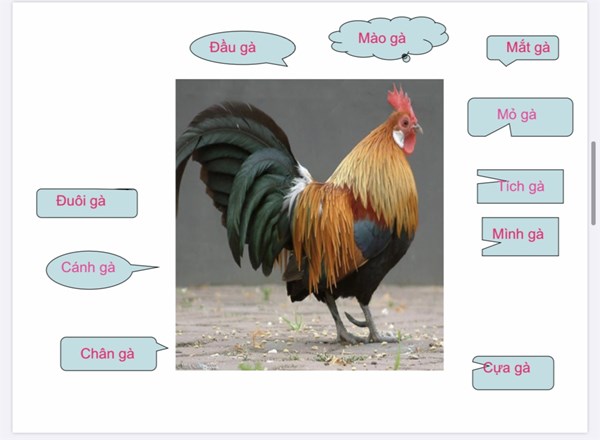 Đầu gà
Mào gà
Mắt gà
Mỏ gà
Tích gà
Đuôi gà
Mình gà
Cánh gà
Chân gà
Cựa gà